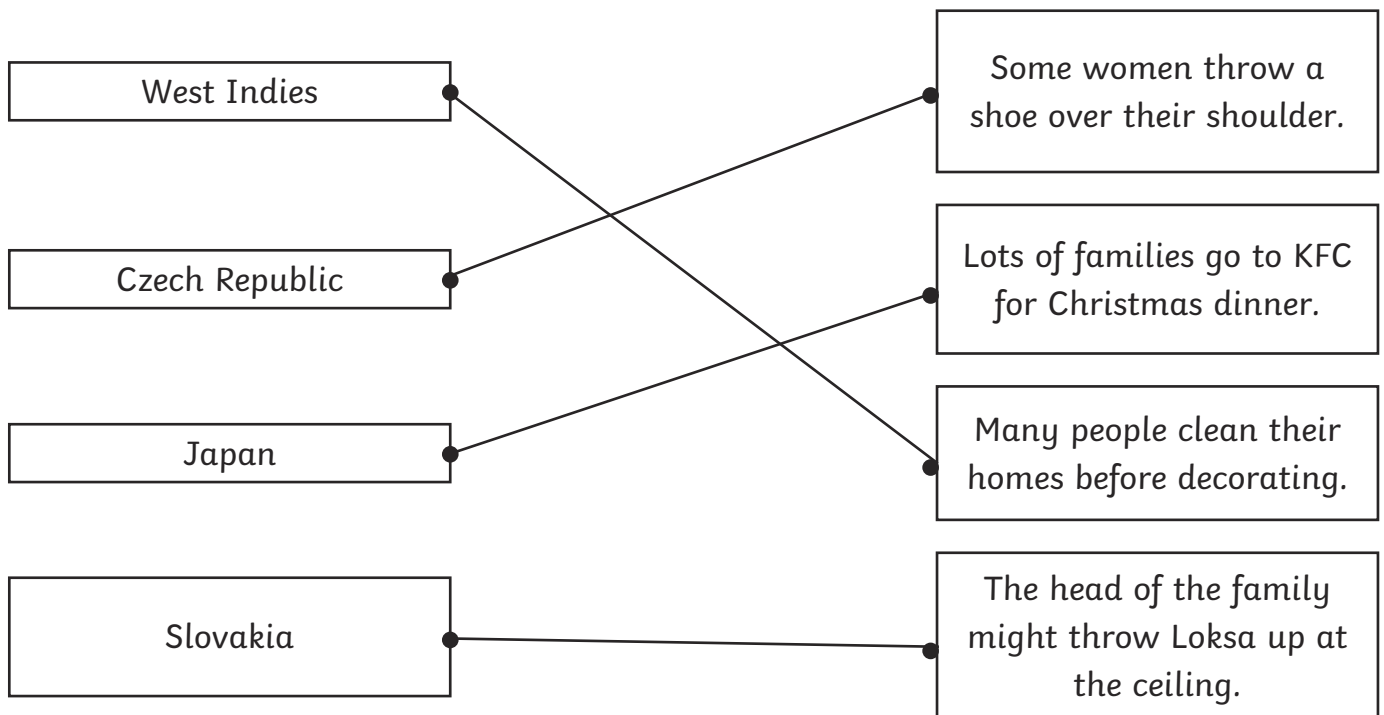 West Indies
Czech Republic
Japan
Slovakia
Some women throw a
shoe over their shoulder.
Lots of families go to KFC
for Christmas dinner.
Many people clean their
homes before decorating.
The head of the family
might throw Loksa up at
the ceiling.